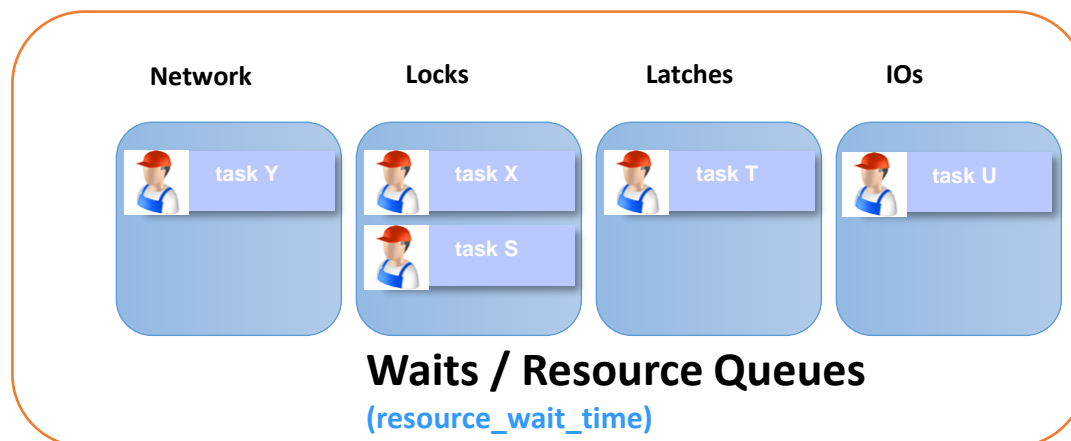 Network
Locks
Latches
IOs
task Y
task X
task T
task U
task S
Waits / Resource Queues
(resource_wait_time)